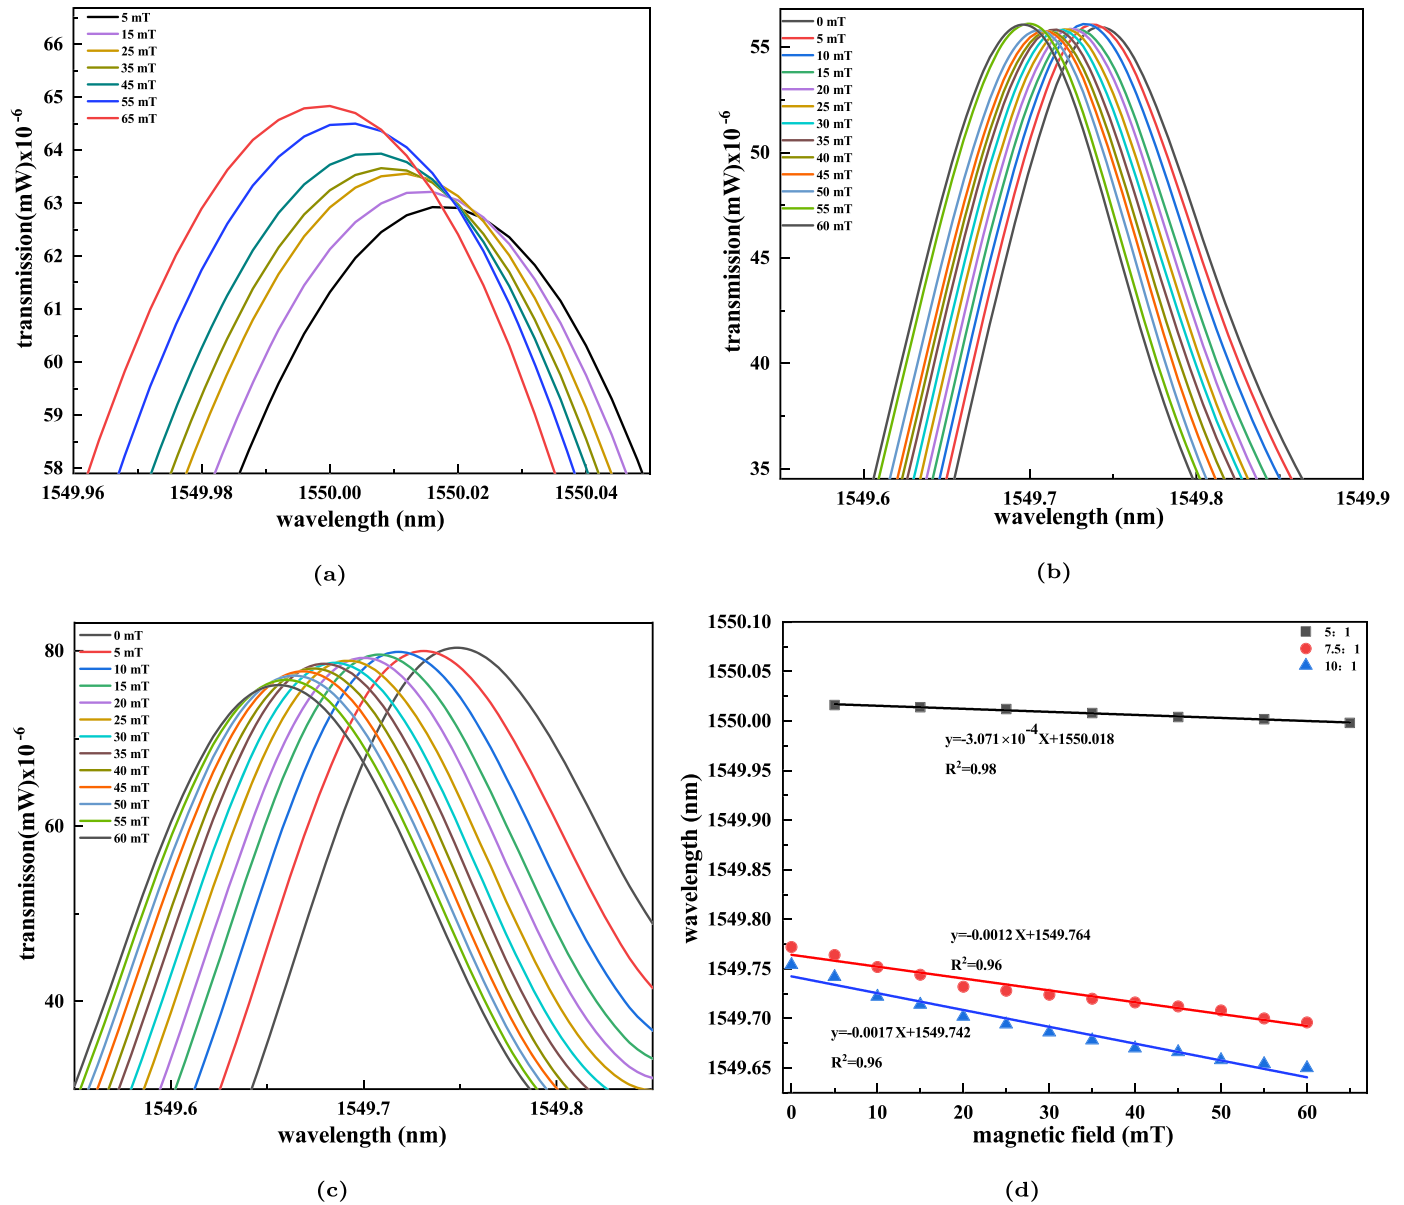 5 mT
15 mT
25 mT
35 mT
45 mT
55 mT
65 mT
66
65
64
63
62
61
60
59
58
transmission(mW)x10⁻⁶
1549.96 1549.98 1550.00 1550.02 1550.04
wavelength (nm)
(a)
0 mT
5 mT
10 mT
15 mT
20 mT
25 mT
30 mT
35 mT
40 mT
45 mT
50 mT
55 mT
60 mT
55
50
45
40
35
transmission(mW)x10⁻⁶
1549.6 1549.7 1549.8 1549.9
wavelength (nm)
(b)
0 mT
5 mT
10 mT
15 mT
20 mT
25 mT
30 mT
35 mT
40 mT
45 mT
50 mT
55 mT
60 mT
80
60
40
transmisson(mW)x10⁻⁶
1549.6 1549.7 1549.8
wavelength (nm)
(c)
5: 1
7.5: 1
10: 1
1550.10
1550.05
1550.00
1549.95
1549.90
1549.85
1549.80
1549.75
1549.70
1549.65
wavelength (nm)
y=-3.071×10⁻⁴X+1550.018
R²=0.98
y=-0.0012X+1549.764
R²=0.96
y=-0.0017X+1549.742
R²=0.96
0 10 20 30 40 50 60
magnetic field (mT)
(d)